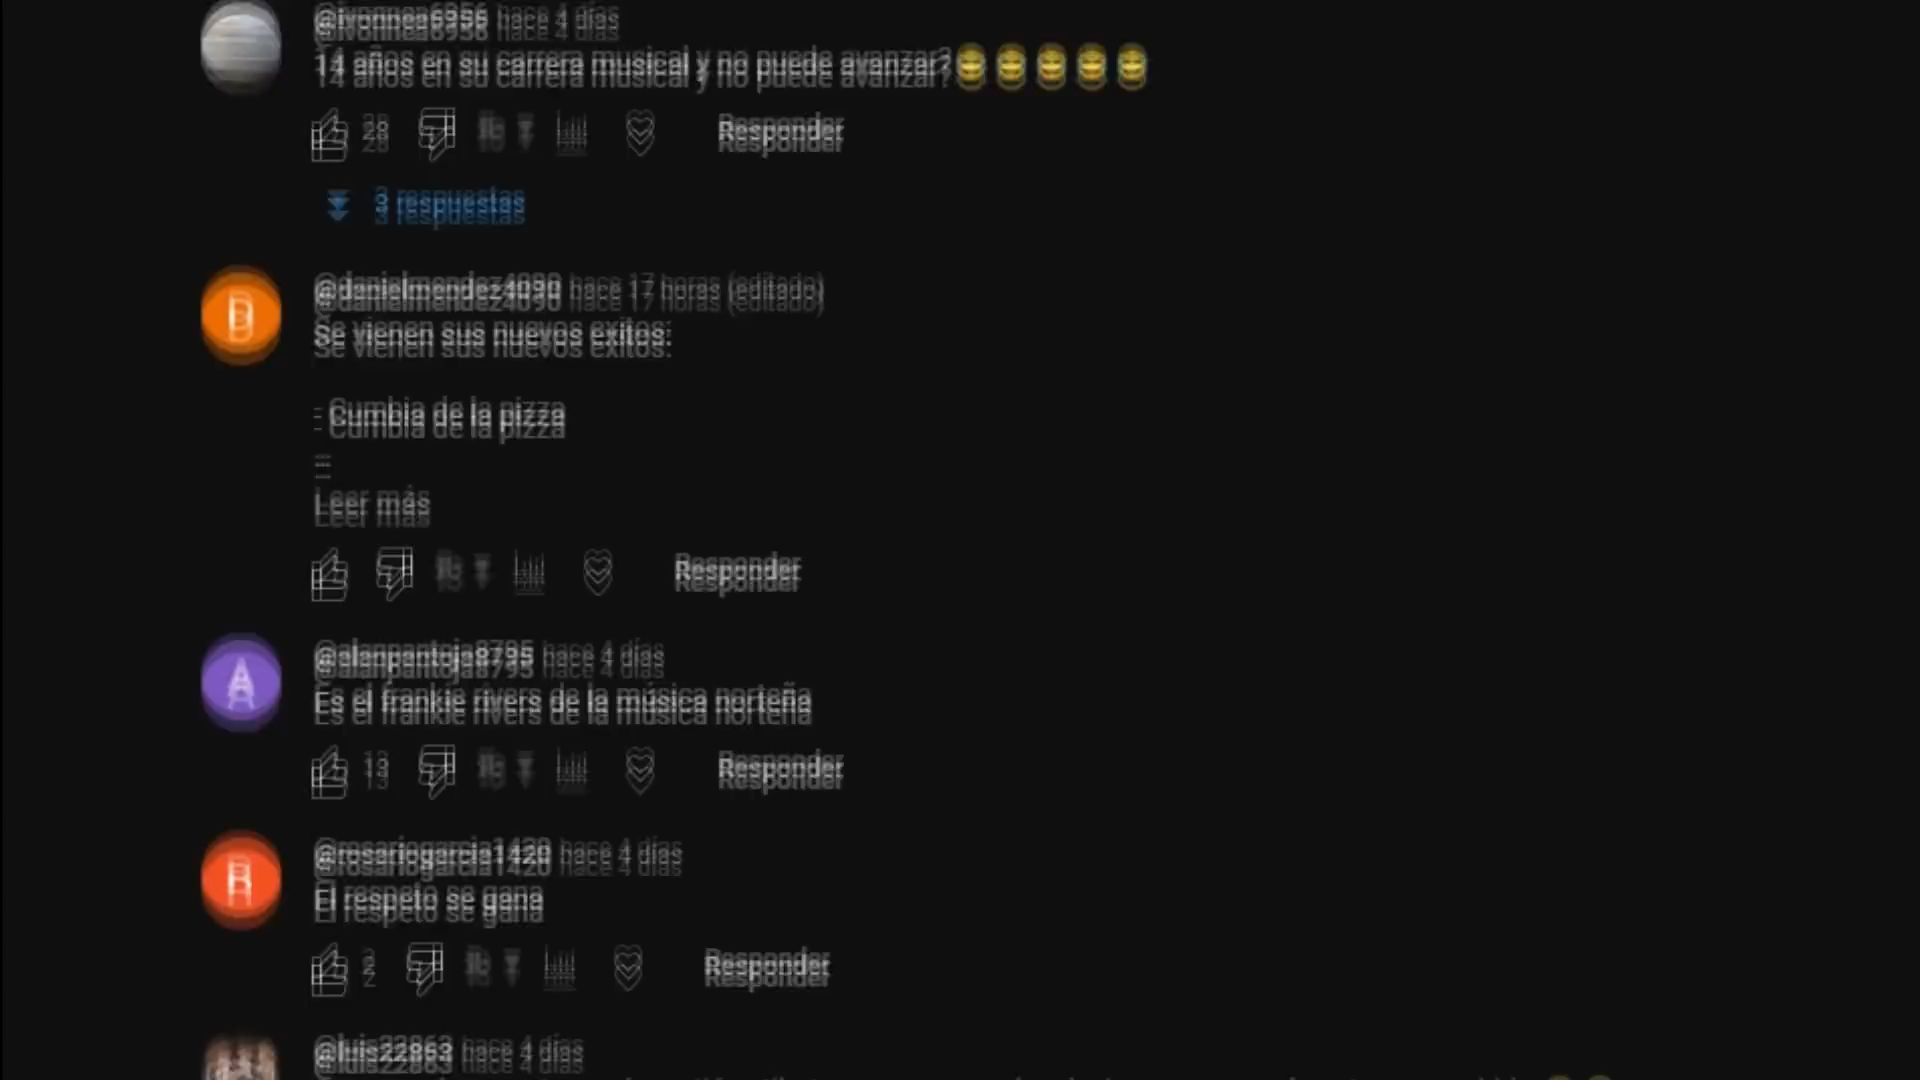 @ivonnea6956 hace 4 días
14 años en su carrera musical y no puede avanzar?
28 Responder
3 respuestas
D
@danielmendez4090 hace 17 horas (editado)
Se vienen sus nuevos exitos:
- Cumbia de la pizza
-
Leer más
Responder
A
@alanpantoja8795 hace 4 días
Es el frankie rivers de la música norteña
13 Responder
R
@rosariogarcia1420 hace 4 días
El respeto se gana
2 Responder
@luis22863 hace 4 días